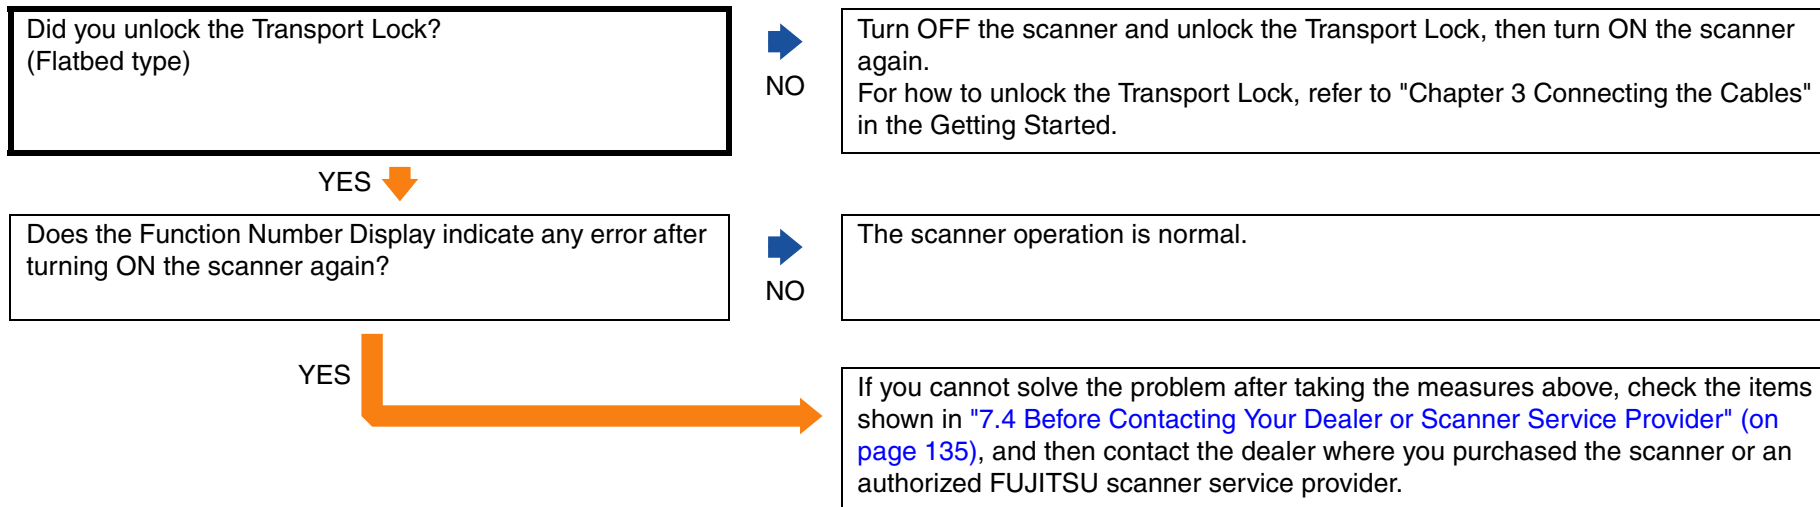 Did you unlock the Transport Lock?
(Flatbed type)
NO
Turn OFF the scanner and unlock the Transport Lock, then turn ON the scanner
again.
For how to unlock the Transport Lock, refer to "Chapter 3 Connecting the Cables"
in the Getting Started.
YES
Does the Function Number Display indicate any error after
turning ON the scanner again?
NO
The scanner operation is normal.
YES
If you cannot solve the problem after taking the measures above, check the items
shown in "7.4 Before Contacting Your Dealer or Scanner Service Provider" (on
page 135), and then contact the dealer where you purchased the scanner or an
authorized FUJITSU scanner service provider.